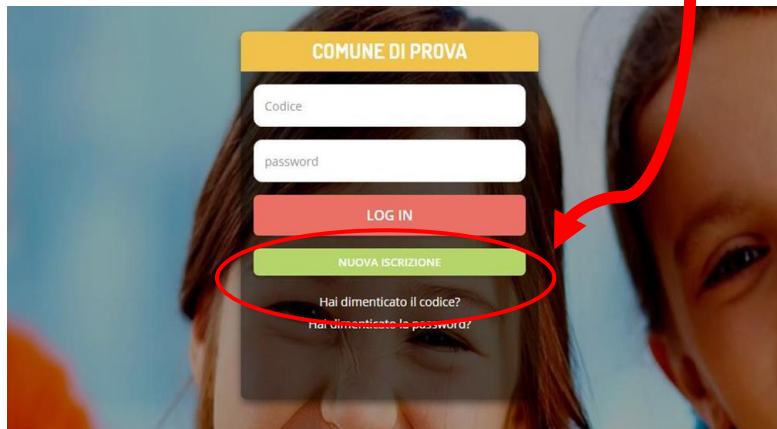 COMUNE DI PROVA
Codice
password
LOG IN
NUOVA ISCRIZIONE
Hai dimenticato il codice?
Hai dimenticato la password?